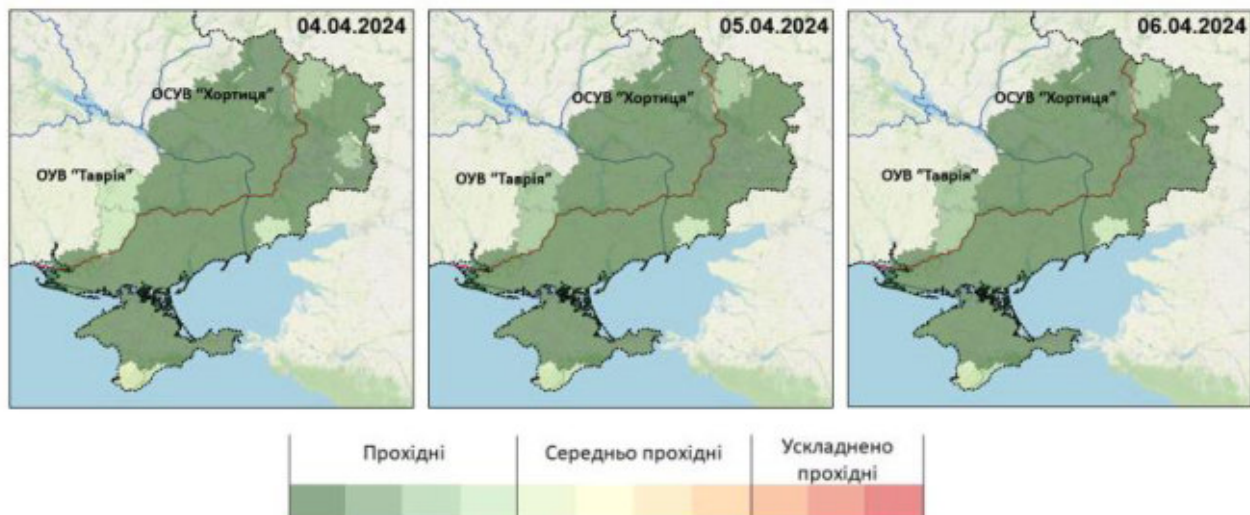 04.04.2024
ОСУВ "Хортиця"
ОУВ "Таврія"
05.04.2024
ОСУВ "Хортиця"
ОУВ "Таврія"
06.04.2024
ОСУВ "Хортиця"
ОУВ "Таврія"
Прохідні
Середньо прохідні
Ускладнено
прохідні